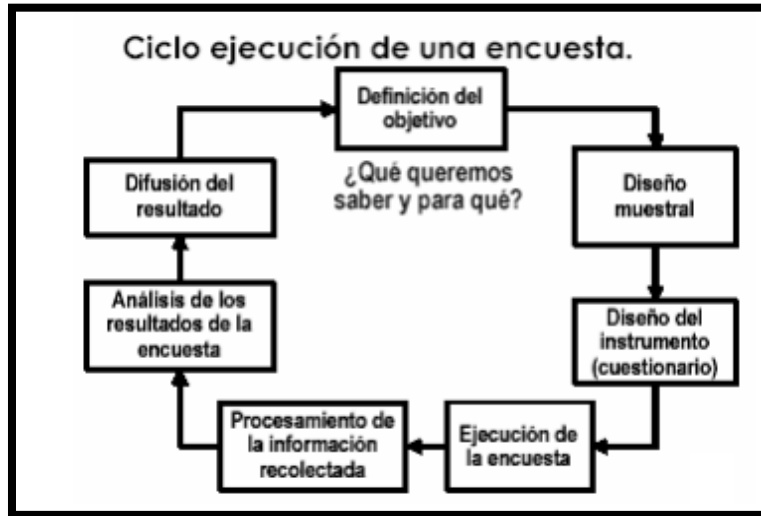 Ciclo ejecución de una encuesta.
Definición del
objetivo
¿Qué queremos
saber y para qué?
Diseño
muestral
Diseño del
instrumento
(cuestionario)
Ejecución de
la encuesta
Procesamiento de
la información
recolectada
Análisis de los
resultados de la
encuesta
Difusión del
resultado